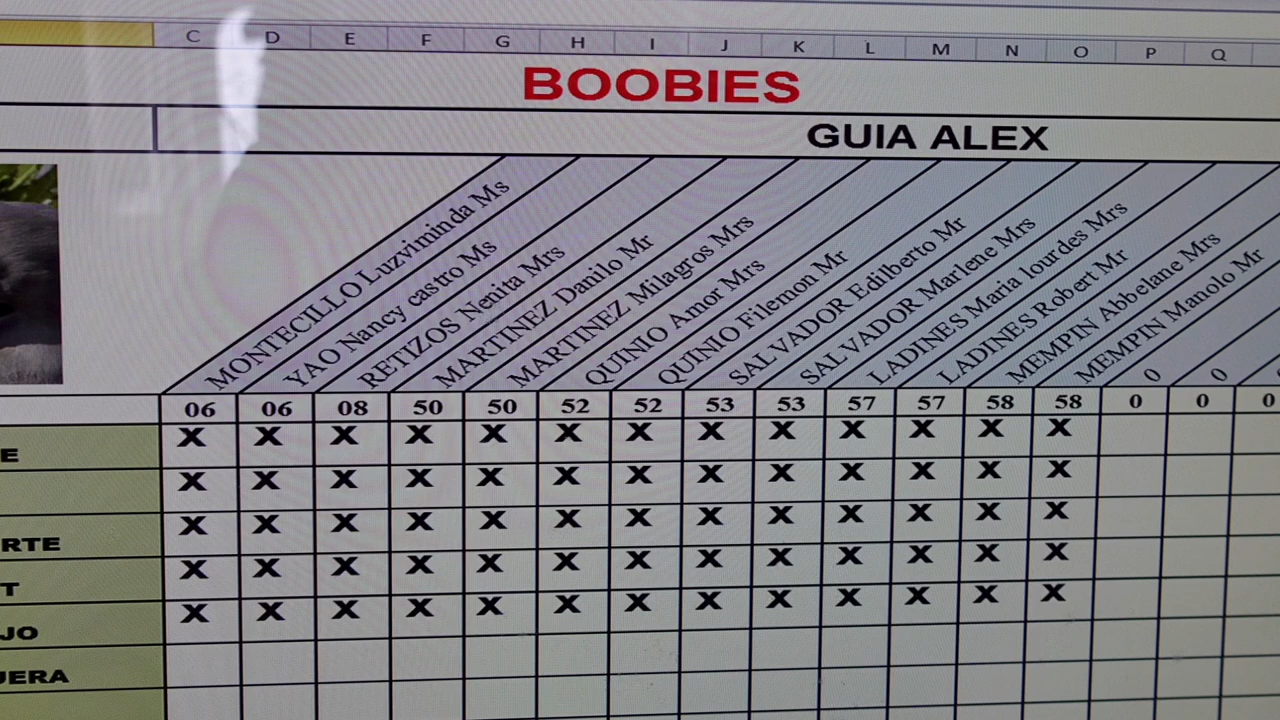 C D E F G H I J K L M N O P Q
BOOBIES
GUIA ALEX
MONTECILLO Luzviminda Ms
YAO Nancy castro Ms
RETIZOS Nenita Mrs
MARTINEZ Danilo Mr
MARTINEZ Milagros Mrs
QUINIO Amor Mrs
QUINIO Filemon Mr
SALVADOR Edilberto Mr
SALVADOR Marlene Mrs
LADINES Maria lourdes Mrs
LADINES Robert Mr
MEMPIN Abbelane Mrs
MEMPIN Manolo Mr
0
0
06 06 08 50 50 52 52 53 53 57 57 58 58 0 0 0
E X X X X X X X X X X X X X
X X X X X X X X X X X X X
RTE X X X X X X X X X X X X X
T X X X X X X X X X X X X X
JO X X X X X X X X X X X X X
UERA